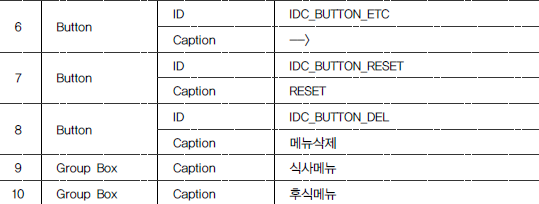 6 Button ID IDC_BUTTON_ETC
Caption ──〉
7 Button ID IDC_BUTTON_RESET
Caption RESET
8 Button ID IDC_BUTTON_DEL
Caption 메뉴삭제
9 Group Box Caption 식사메뉴
10 Group Box Caption 후식메뉴